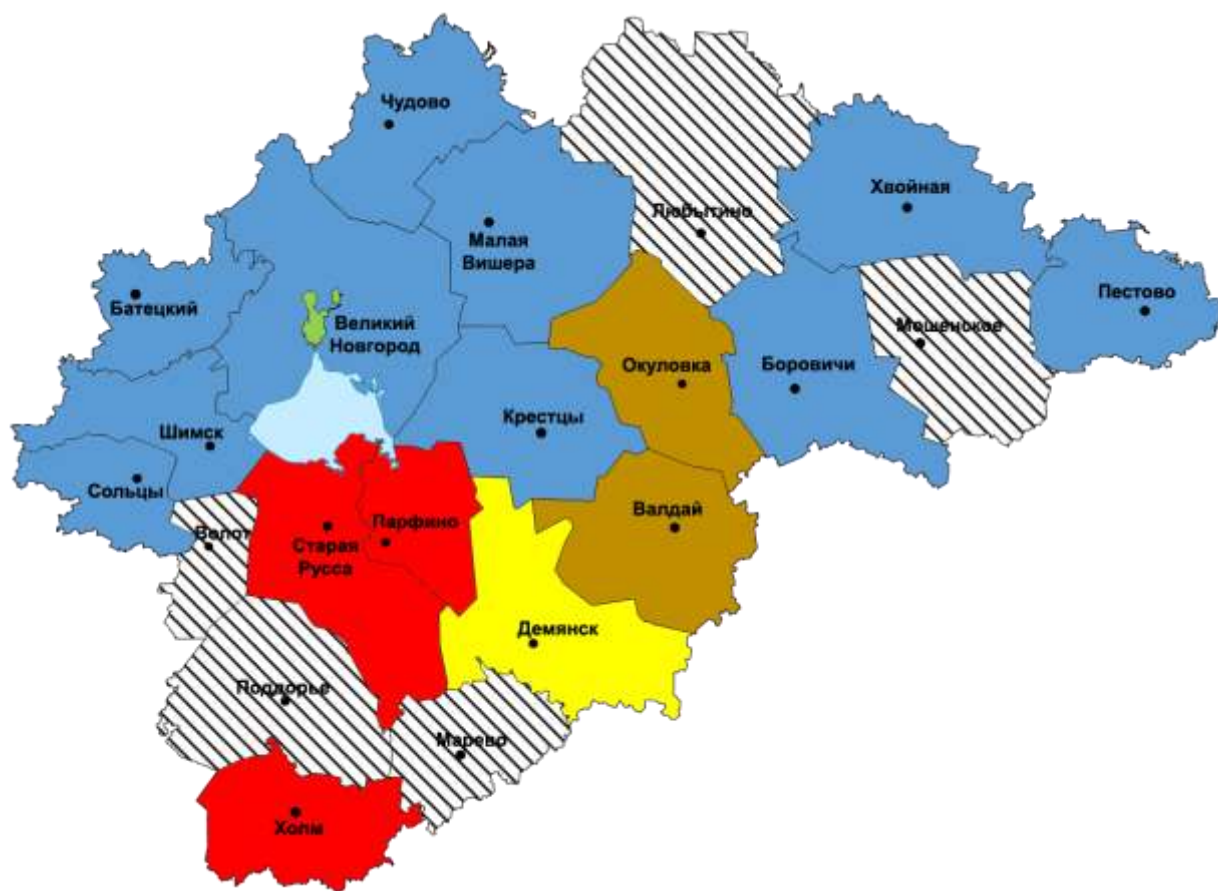 Чудово
Хвойная
Любытино
Малая
Вишера
Пестово
Батецкий
Великий
Новгород
Мошенское
Окуловка
Боровичи
Крестцы
Шимск
Сольцы
Валдай
Волот
Парфино
Старая
Русса
Демянск
Поддорье
Марево
Холм